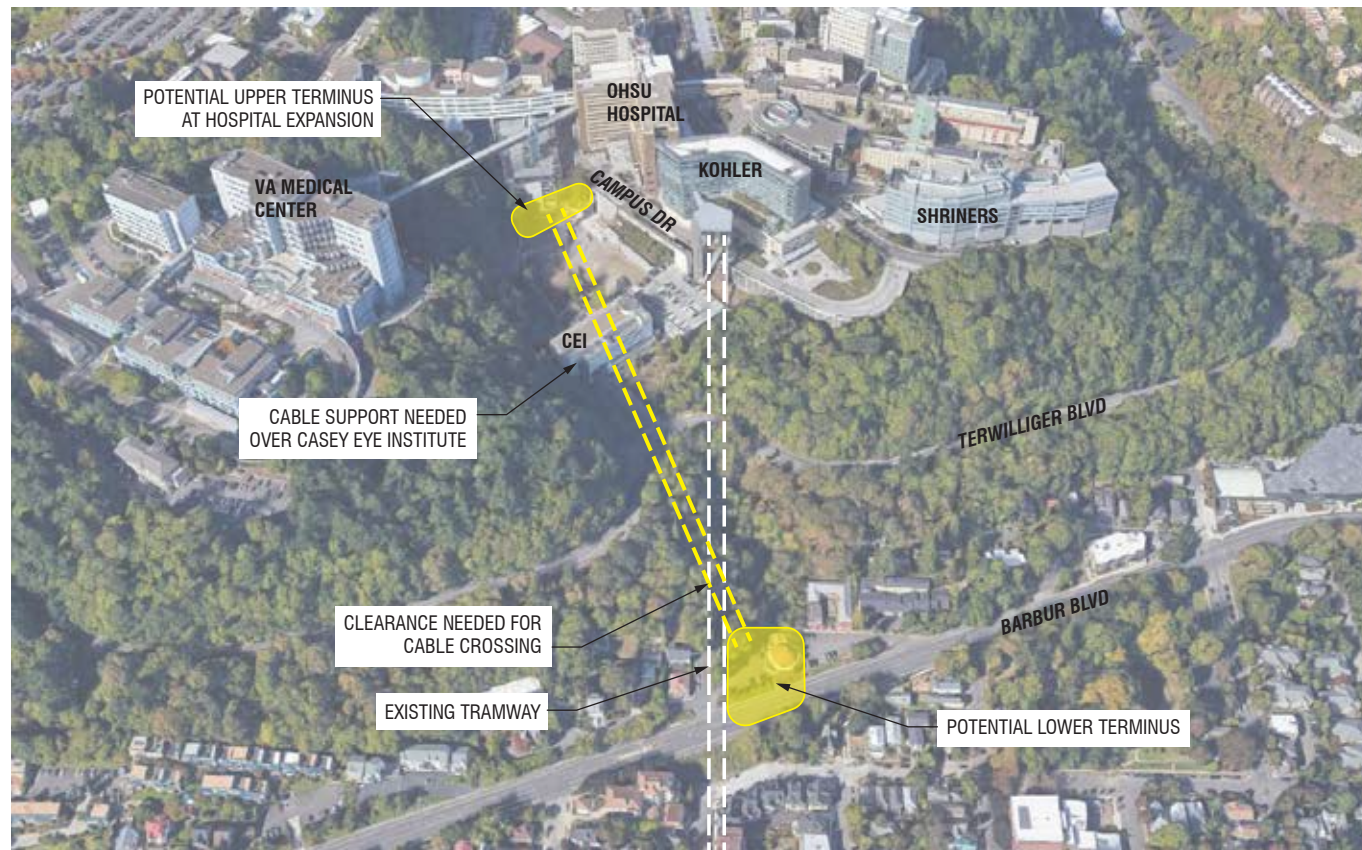 POTENTIAL UPPER TERMINUS
AT HOSPITAL EXPANSION
OHSU
HOSPITAL
VA MEDICAL
CENTER
CAMPUS DR
KOHLER
SHRINERS
CEI
CABLE SUPPORT NEEDED
OVER CASEY EYE INSTITUTE
TERWILLIGER BLVD
CLEARANCE NEEDED FOR
CABLE CROSSING
BARBUR BLVD
EXISTING TRAMWAY
POTENTIAL LOWER TERMINUS